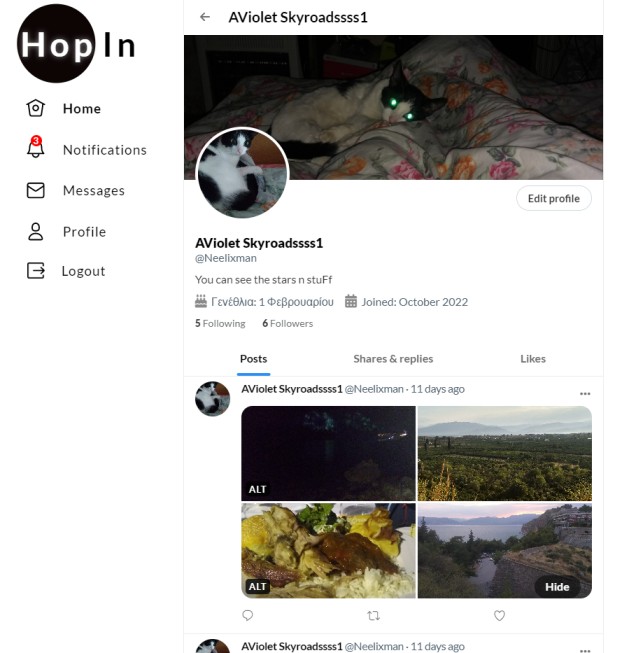 HopIn
Home
3
Notifications
Messages
Profile
Logout
AViolet Skyroadssss1
Edit profile
AViolet Skyroadssss1
@Neelixman
You can see the stars n stuFf
Γενέθλια: 1 Φεβρουαρίου Joined: October 2022
5 Following 6 Followers
Posts Shares & replies Likes
AViolet Skyroadssss1 @Neelixman · 11 days ago
ALT
ALT
Hide
AViolet Skyroadssss1 @Neelixman · 11 days ago